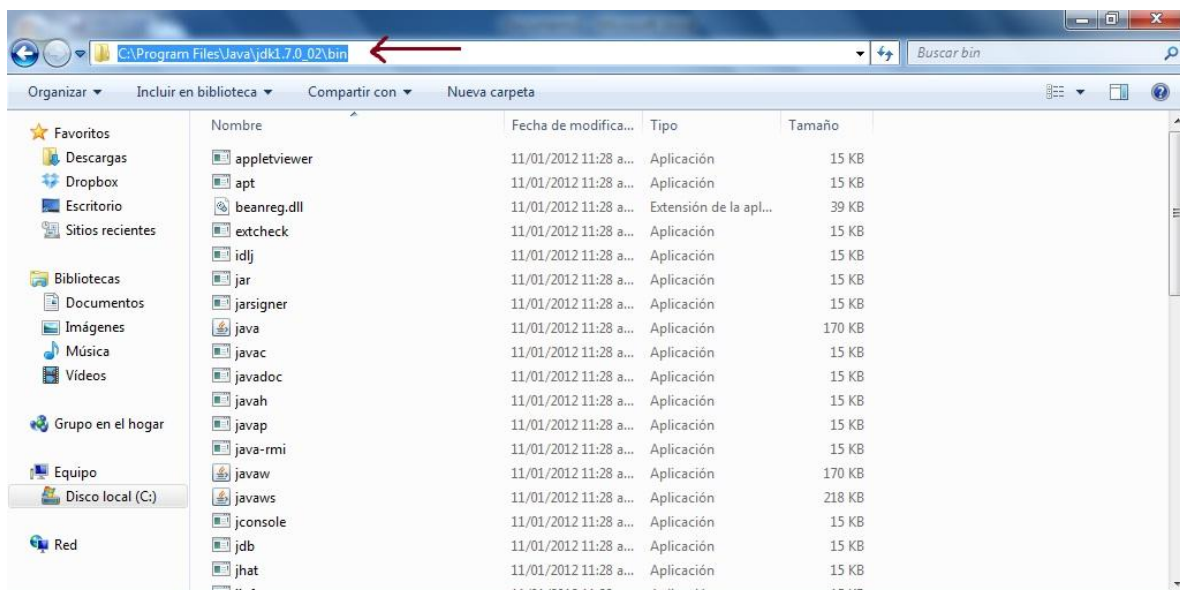 C:\Program Files\Java\jdk1.7.0_02\bin
Buscar bin
Organizar
Incluir en biblioteca
Compartir con
Nueva carpeta
Favoritos
Descargas
Dropbox
Escritorio
Sitios recientes
Bibliotecas
Documentos
Imágenes
Música
Vídeos
Grupo en el hogar
Equipo
Disco local (C:)
Red
Nombre Fecha de modifica... Tipo Tamaño
appletviewer 11/01/2012 11:28 a... Aplicación 15 KB
apt 11/01/2012 11:28 a... Aplicación 15 KB
beanreg.dll 11/01/2012 11:28 a... Extensión de la apl... 39 KB
extcheck 11/01/2012 11:28 a... Aplicación 15 KB
idlj 11/01/2012 11:28 a... Aplicación 15 KB
jar 11/01/2012 11:28 a... Aplicación 15 KB
jarsigner 11/01/2012 11:28 a... Aplicación 15 KB
java 11/01/2012 11:28 a... Aplicación 170 KB
javac 11/01/2012 11:28 a... Aplicación 15 KB
javadoc 11/01/2012 11:28 a... Aplicación 15 KB
javah 11/01/2012 11:28 a... Aplicación 15 KB
javap 11/01/2012 11:28 a... Aplicación 15 KB
java-rmi 11/01/2012 11:28 a... Aplicación 15 KB
javaw 11/01/2012 11:28 a... Aplicación 170 KB
javaws 11/01/2012 11:28 a... Aplicación 218 KB
jconsole 11/01/2012 11:28 a... Aplicación 15 KB
jdb 11/01/2012 11:28 a... Aplicación 15 KB
jhat 11/01/2012 11:28 a... Aplicación 15 KB